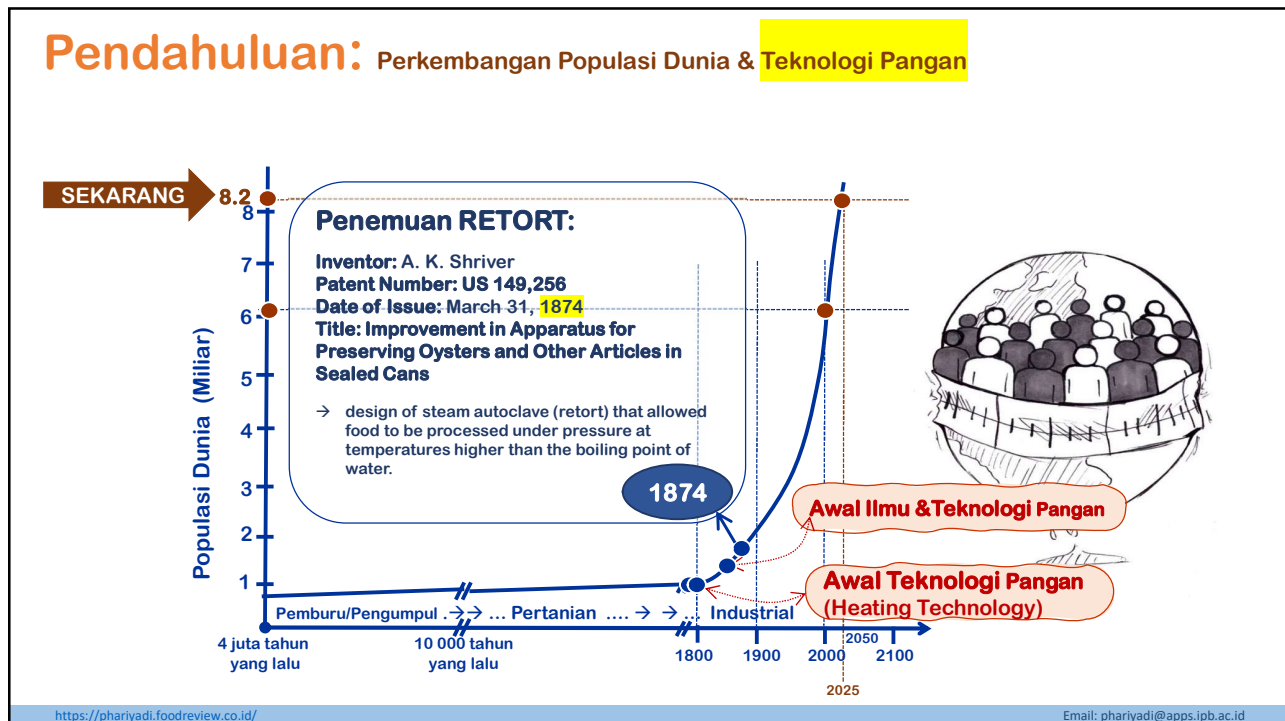 Pendahuluan: Perkembangan Populasi Dunia & Teknologi Pangan
SEKARANG
8.2
8
7
6
5
4
3
2
1
Populasi Dunia (Miliar)
Penemuan RETORT:
Inventor: A. K. Shriver
Patent Number: US 149,256
Date of Issue: March 31, 1874
Title: Improvement in Apparatus for
Preserving Oysters and Other Articles in
Sealed Cans
→ design of steam autoclave (retort) that allowed
food to be processed under pressure at
temperatures higher than the boiling point of
water.
1874
Awal Ilmu &Teknologi Pangan
Awal Teknologi Pangan
(Heating Technology)
Pemburu/Pengumpul .→→ ... Pertanian .... → → ... Industrial
4 juta tahun
yang lalu
10 000 tahun
yang lalu
1800
1900
2000
2050
2100
2025
https://phariyadi.foodreview.co.id/
Email: phariyadi@apps.ipb.ac.id